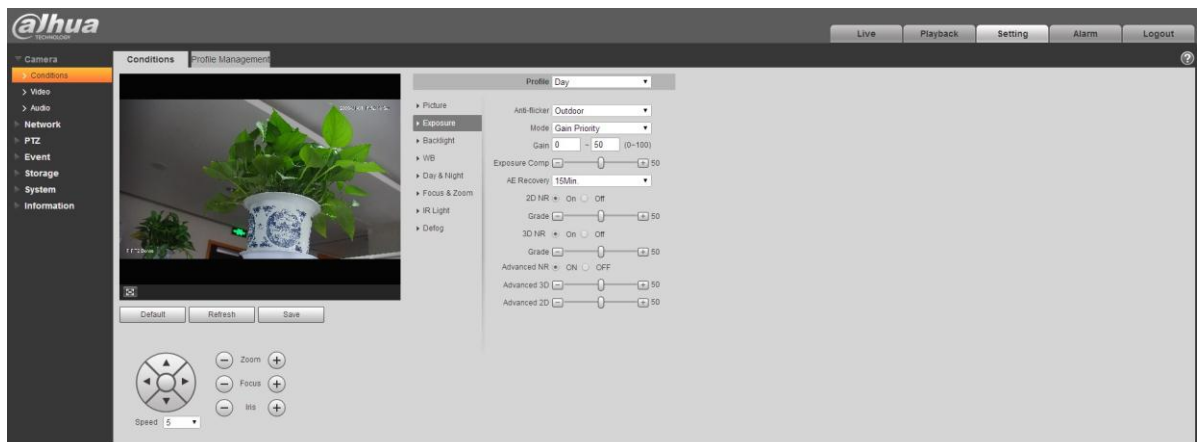 alhua
TECHNOLOGY
Live
Playback
Setting
Alarm
Logout
Camera
Conditions
Video
Audio
Network
PTZ
Event
Storage
System
Information
Conditions
Profile Management
Default
Refresh
Save
Zoom
Focus
Iris
Speed 5
Picture
Exposure
Backlight
WB
Day & Night
Focus & Zoom
IR Light
Defog
Profile Day
Anti-flicker Outdoor
Mode Gain Priority
Gain 0 ~ 50 (0~100)
Exposure Comp 50
AE Recovery 15Min.
2D NR On Off
Grade 50
3D NR On Off
Grade 50
Advanced NR ON OFF
Advanced 3D 50
Advanced 2D 50